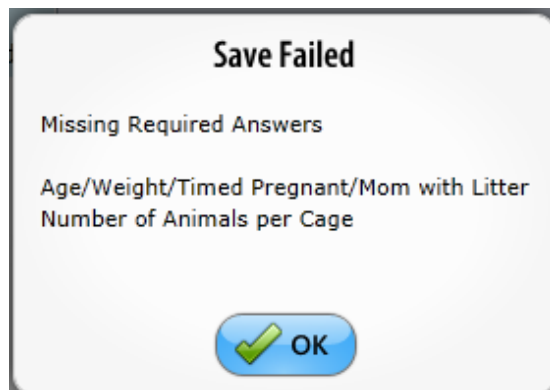 Save Failed
Missing Required Answers
Age/Weight/Timed Pregnant/Mom with Litter
Number of Animals per Cage
OK